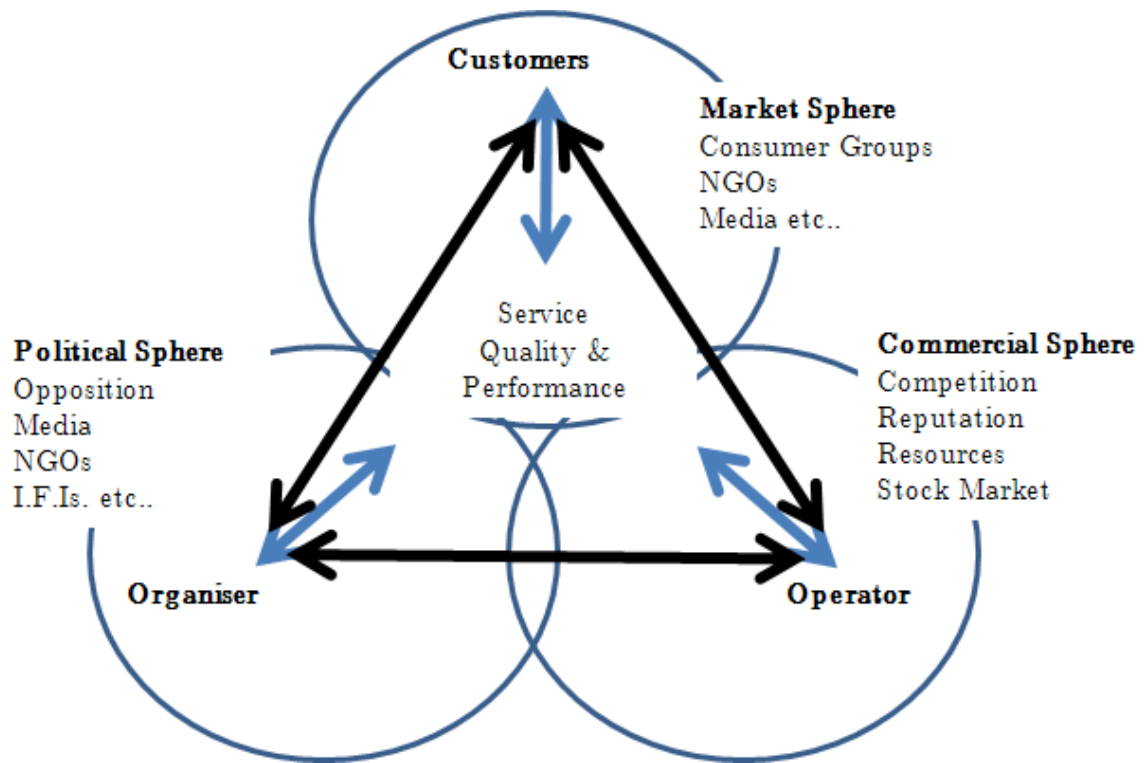 Customers
Market Sphere
Consumer Groups
NGOs
Media etc..
Service
Quality &
Performance
Political Sphere
Opposition
Media
NGOs
I.F.Is. etc..
Commercial Sphere
Competition
Reputation
Resources
Stock Market
Organiser
Operator